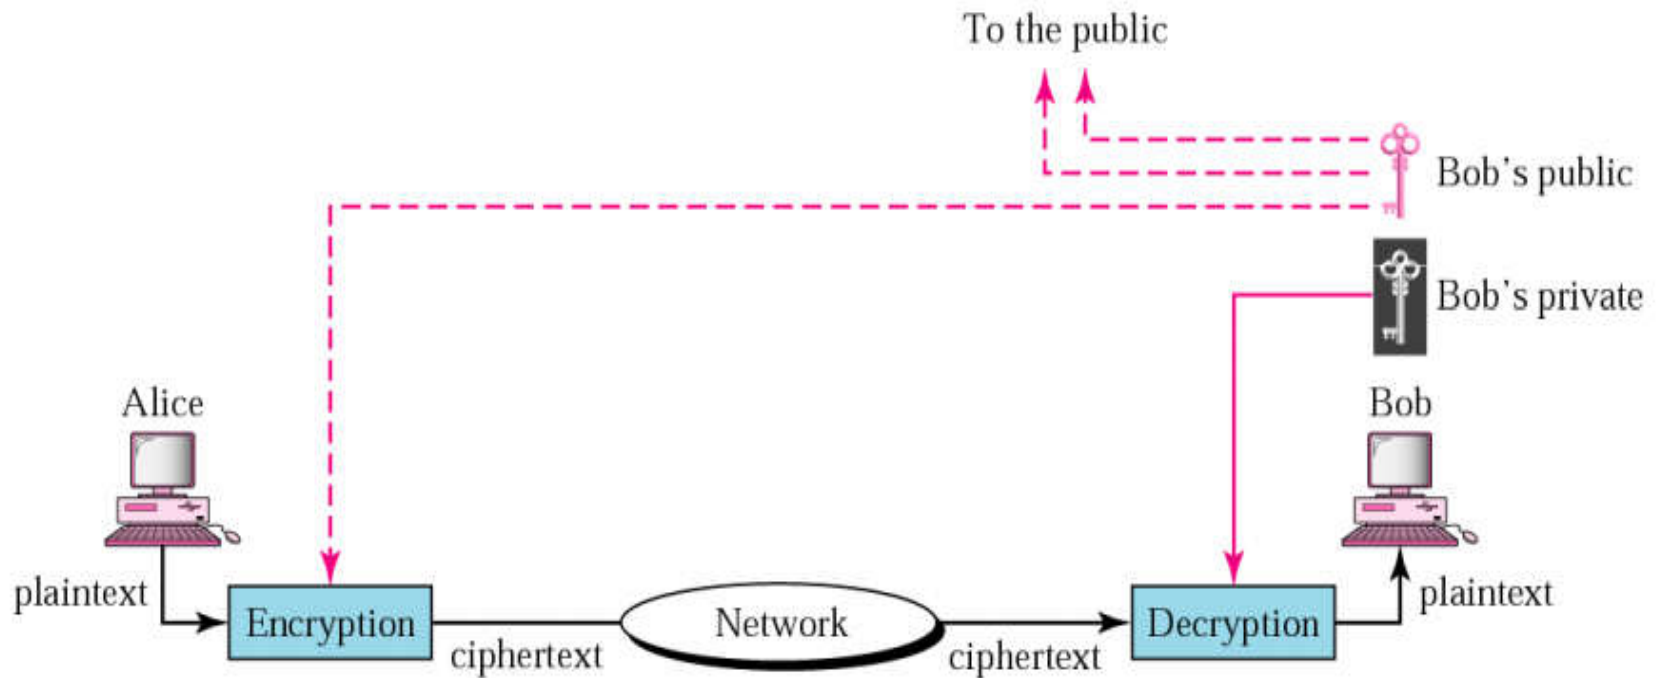 To the public
Bob's public
Bob's private
Alice
Bob
plaintext
Encryption
ciphertext
Network
ciphertext
Decryption
plaintext